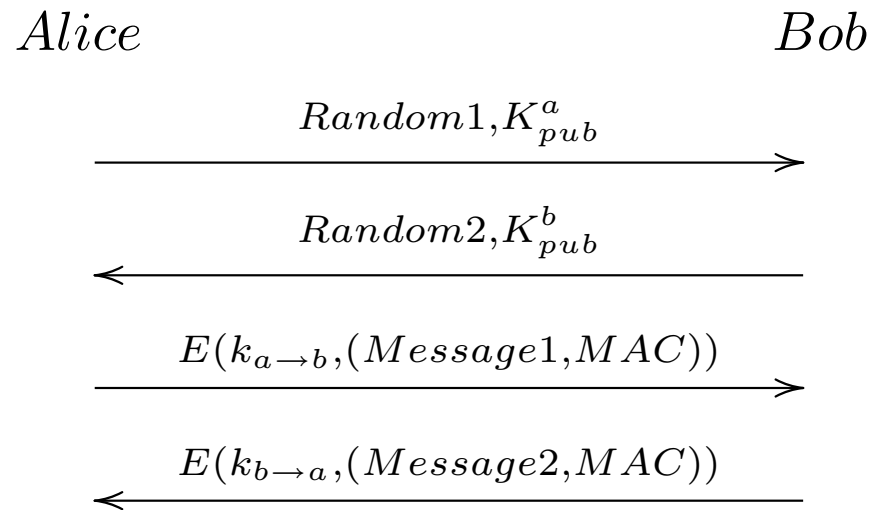 Alice Bob
Random1,K^a_pub
Random2,K^b_pub
E(k_a→b,(Message1,MAC))
E(k_b→a,(Message2,MAC))